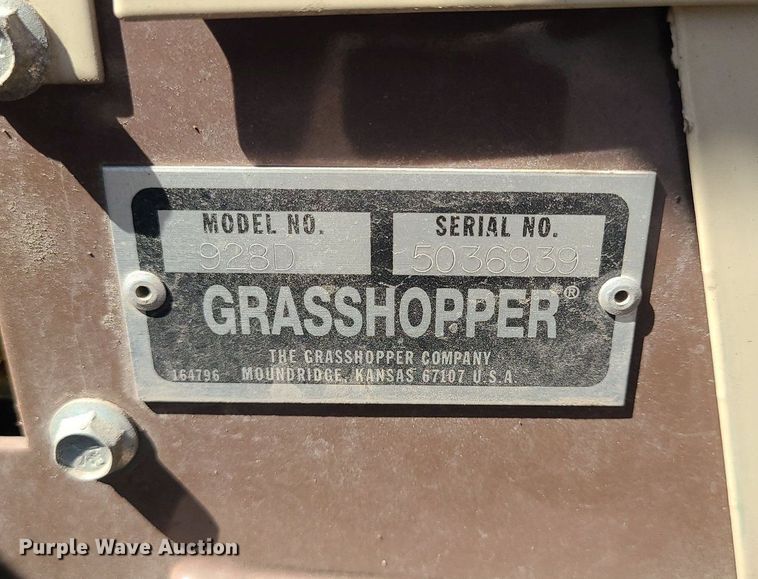 MODEL NO. SERIAL NO.
928D 5036939
GRASSHOPPER®
THE GRASSHOPPER COMPANY
164796 MOUNDRIDGE, KANSAS 67107 U.S.A.
Purple Wave Auction